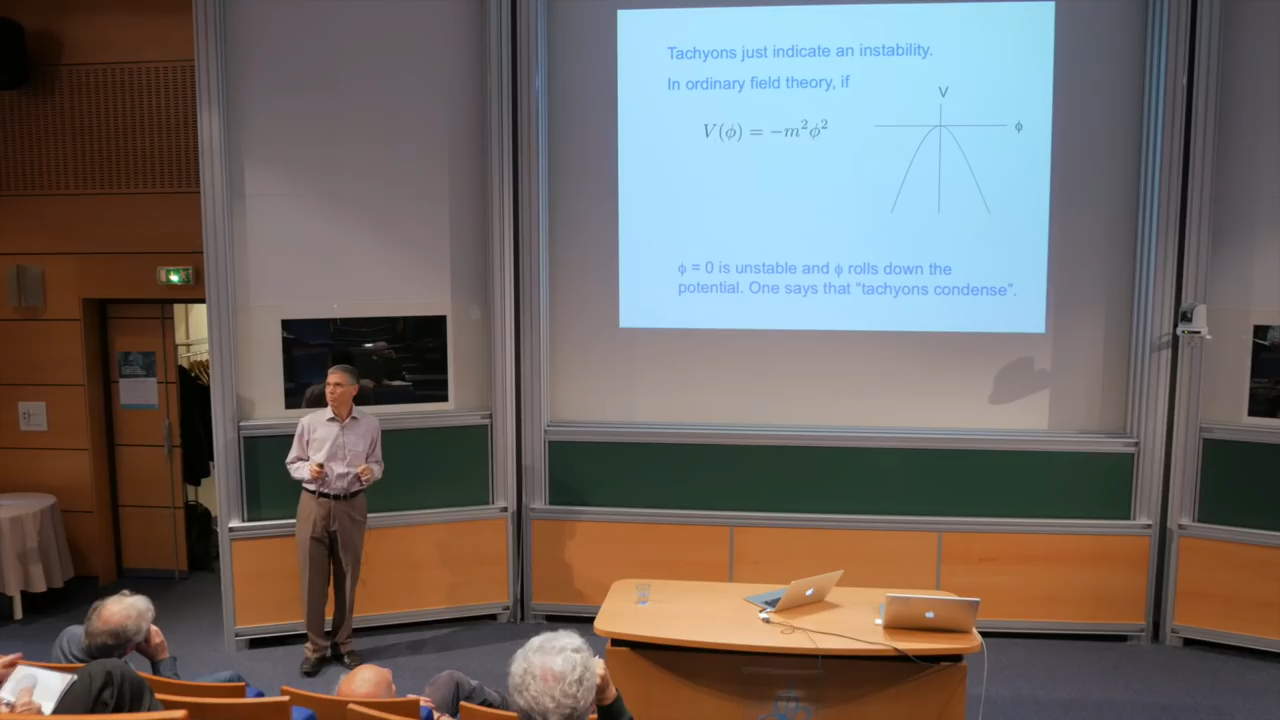 Tachyons just indicate an instability.
In ordinary field theory, if
V
V(ϕ) = −m²ϕ²
ϕ
ϕ = 0 is unstable and ϕ rolls down the
potential. One says that "tachyons condense".